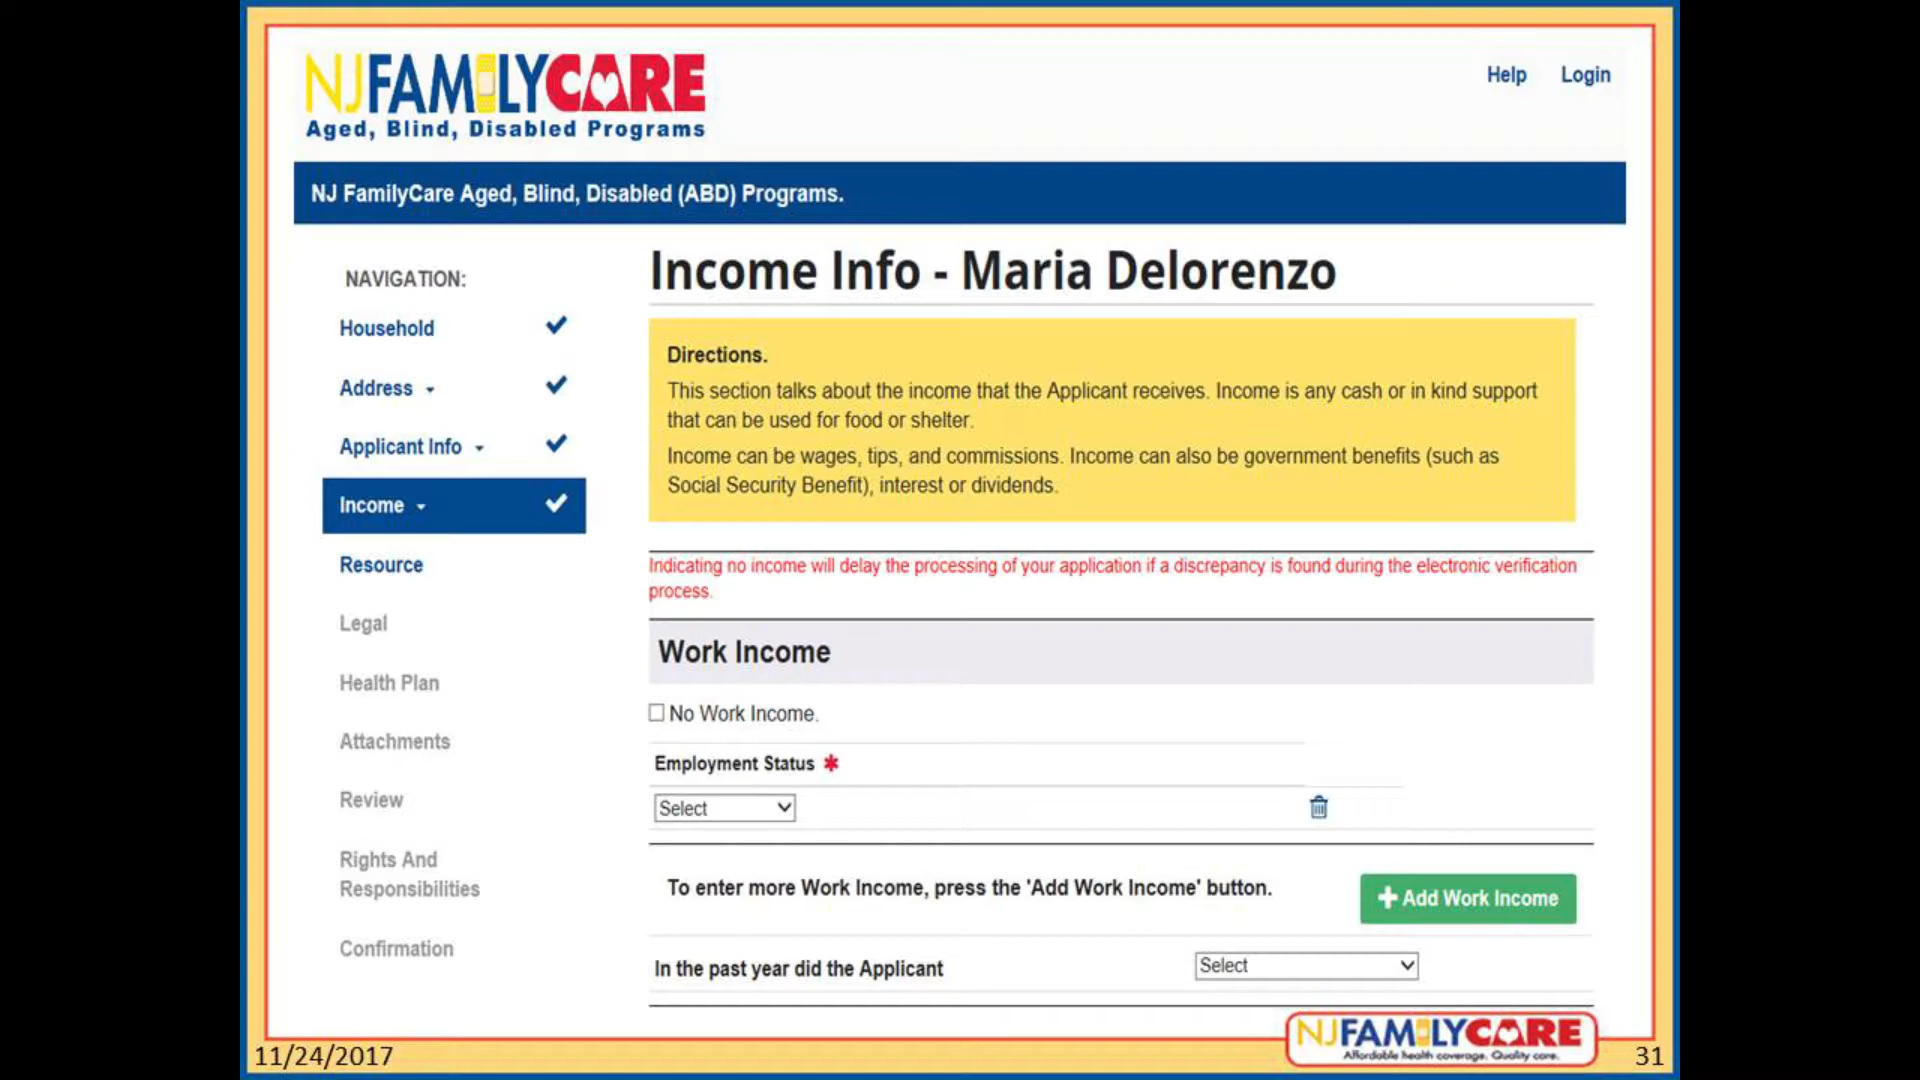 NJFAMILYCARE
Aged, Blind, Disabled Programs
Help Login
NJ FamilyCare Aged, Blind, Disabled (ABD) Programs.
NAVIGATION:
Household
Address
Applicant Info
Income
Resource
Legal
Health Plan
Attachments
Review
Rights And
Responsibilities
Confirmation
Income Info - Maria Delorenzo
Directions.
This section talks about the income that the Applicant receives. Income is any cash or in kind support
that can be used for food or shelter.
Income can be wages, tips, and commissions. Income can also be government benefits (such as
Social Security Benefit), interest or dividends.
Indicating no income will delay the processing of your application if a discrepancy is found during the electronic verification
process.
Work Income
No Work Income.
Employment Status *
Select
To enter more Work Income, press the 'Add Work Income' button.
Add Work Income
In the past year did the Applicant
Select
NJFAMILYCARE
Affordable health coverage. Quality care.
11/24/2017
31